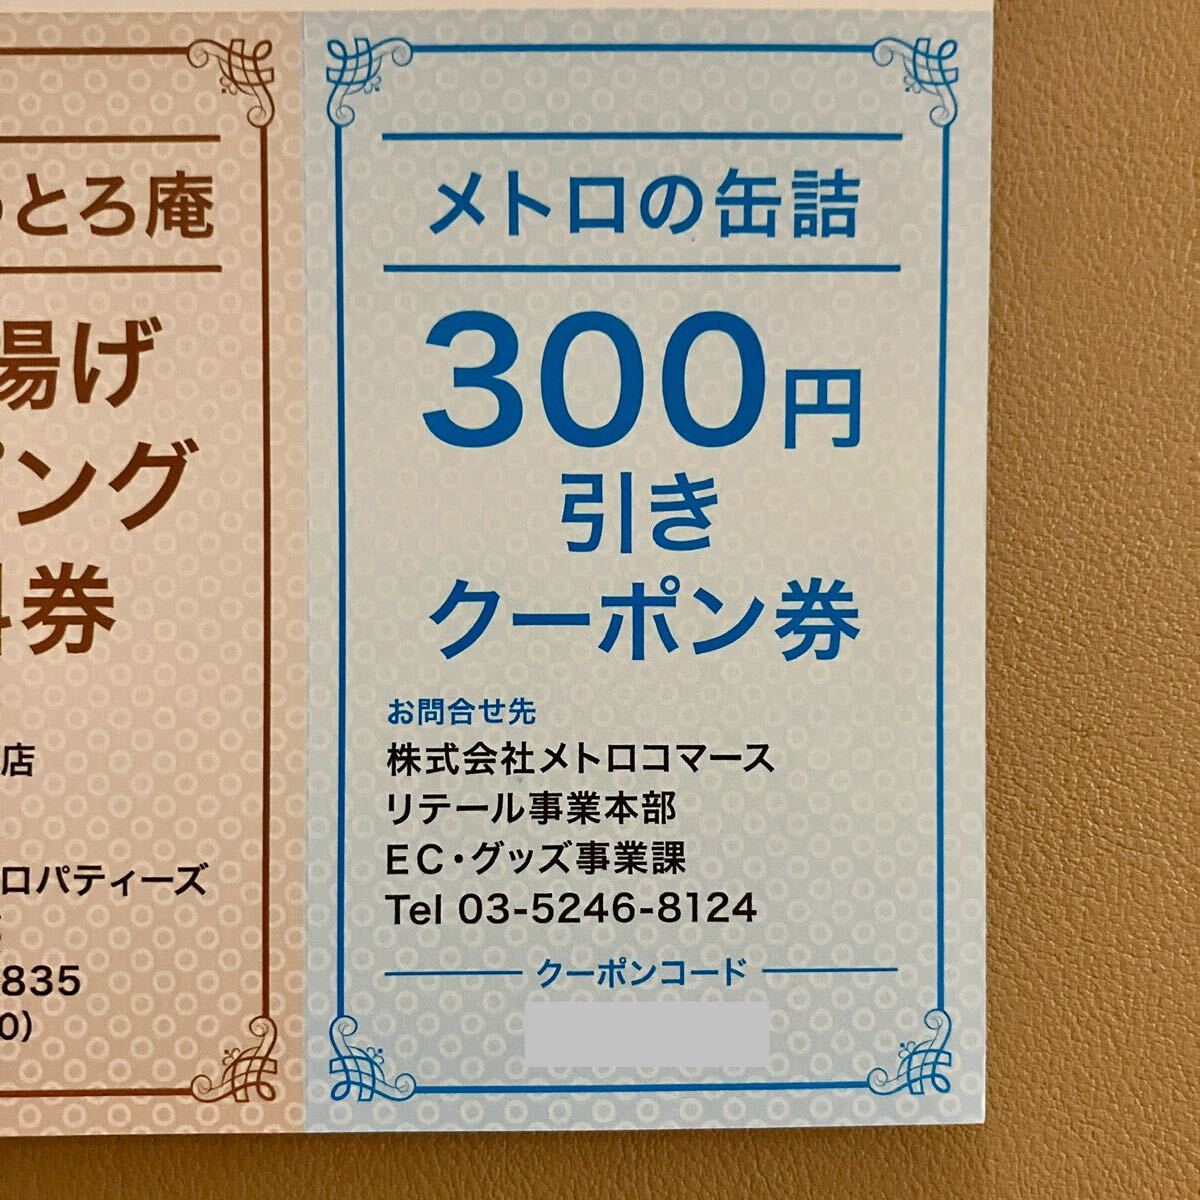 とろ庵
揚げ
ング
券
店
ロパティーズ
835
0)
メトロの缶詰
300円
引き
クーポン券
お問合せ先
株式会社メトロコマース
リテール事業本部
EC・グッズ事業課
Tel 03-5246-8124
クーポンコード